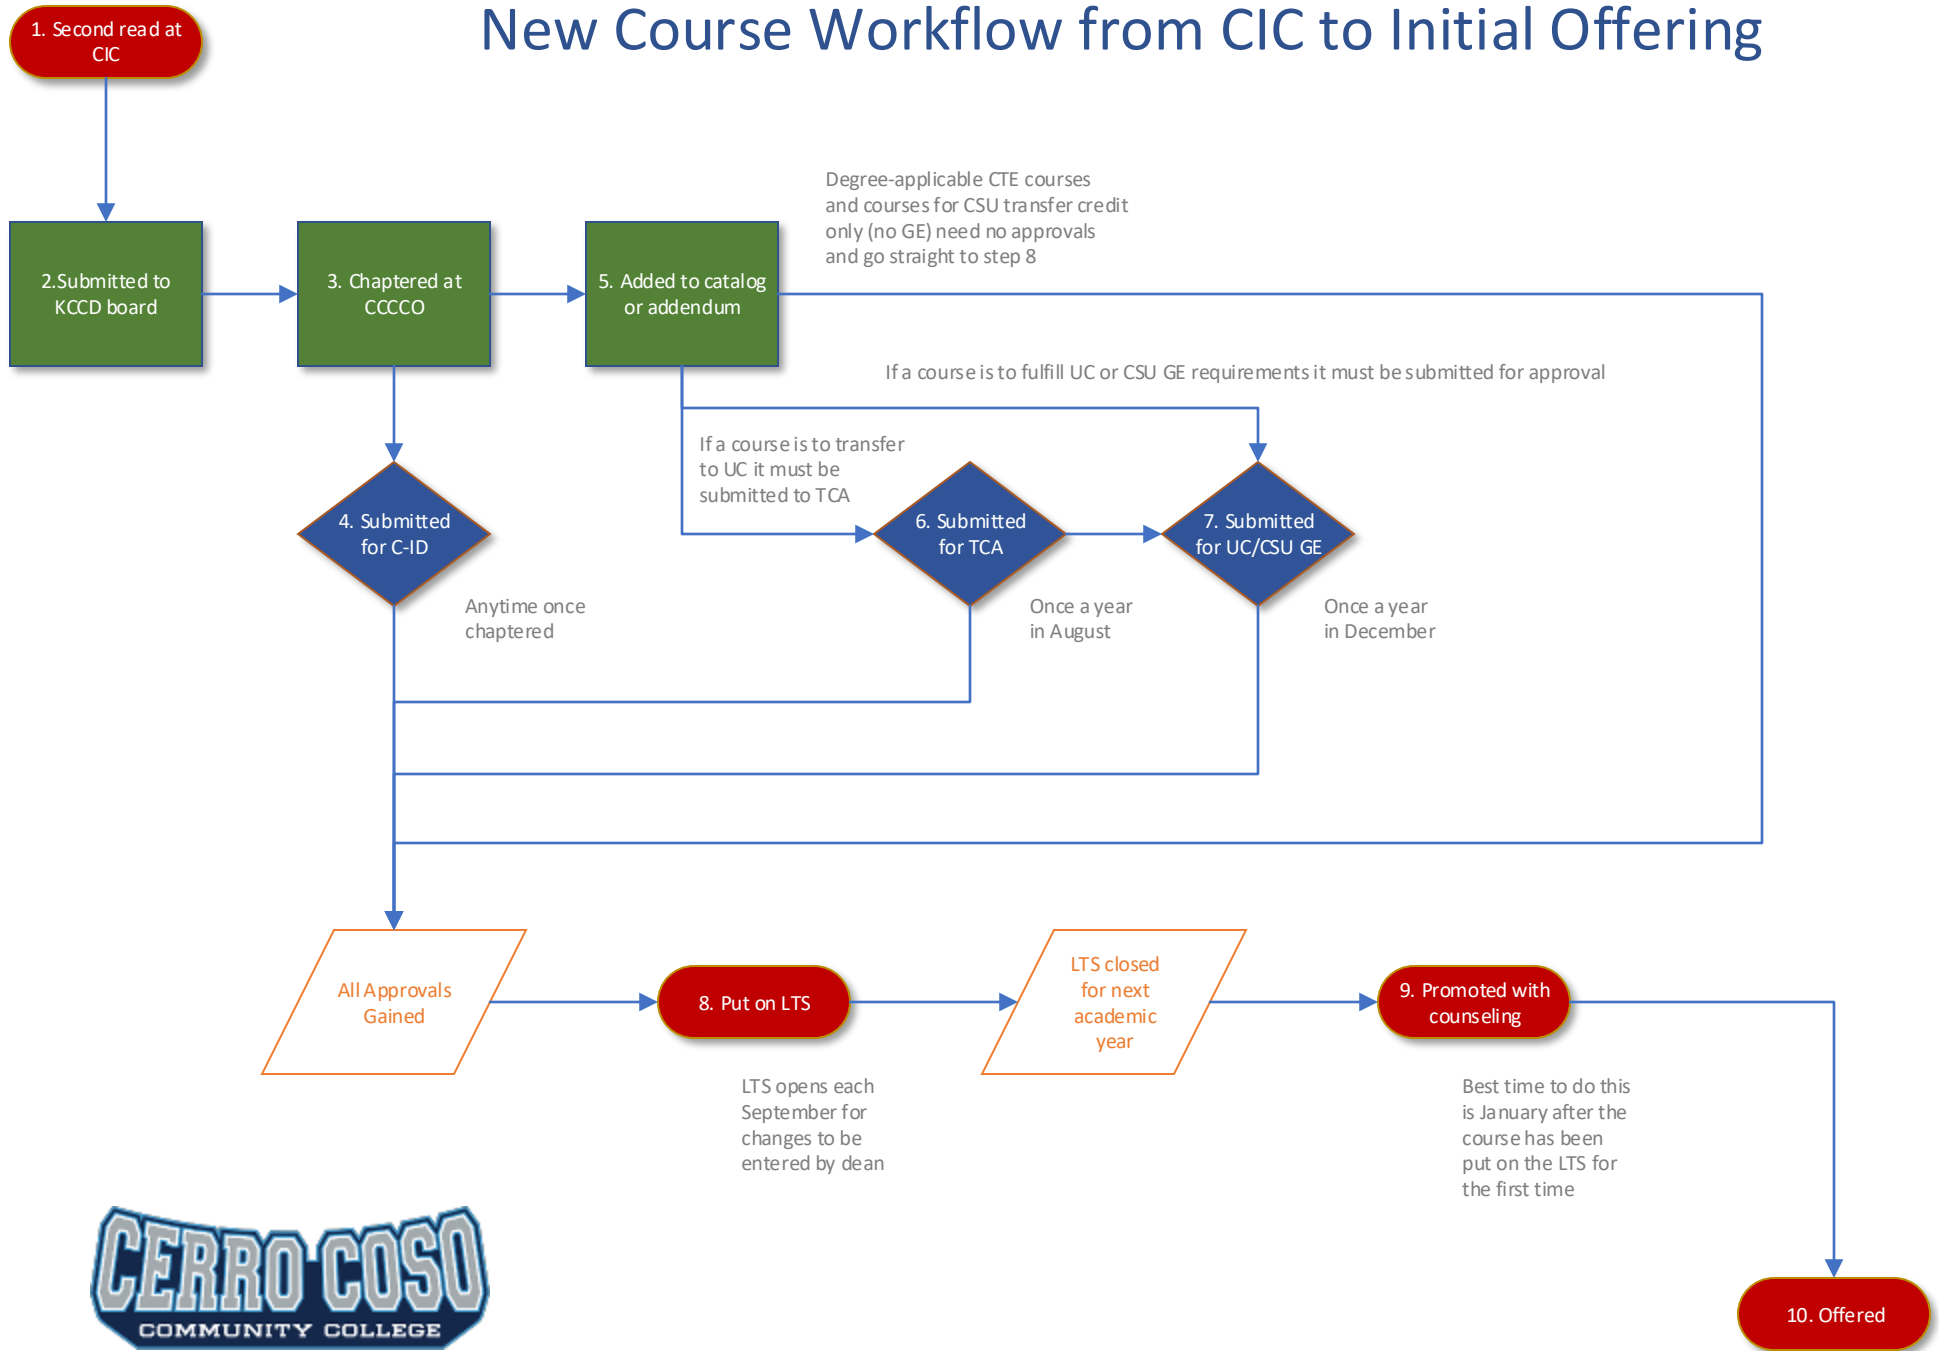 New Course Workflow from CIC to Initial Offering
1. Second read at
CIC
Degree-applicable CTE courses
and courses for CSU transfer credit
only (no GE) need no approvals
and go straight to step 8
2.Submitted to
KCCD board
3. Chaptered at
CCCCO
5. Added to catalog
or addendum
If a course is to fulfill UC or CSU GE requirements it must be submitted for approval
If a course is to transfer
to UC it must be
submitted to TCA
4. Submitted
for C-ID
6. Submitted
for TCA
7. Submitted
for UC/CSU GE
Anytime once
chaptered
Once a year
in August
Once a year
in December
All Approvals
Gained
8. Put on LTS
LTS closed
for next
academic
year
9. Promoted with
counseling
LTS opens each
September for
changes to be
entered by dean
Best time to do this
is January after the
course has been
put on the LTS for
the first time
CERRO COSO
COMMUNITY COLLEGE
10. Offered